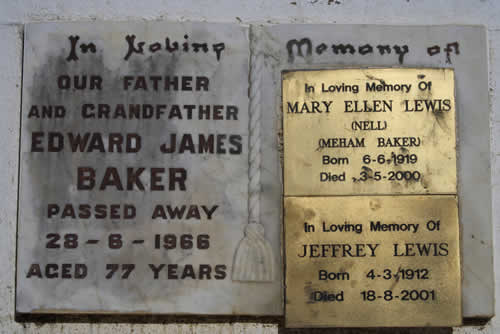 In Loving Memory of
OUR FATHER
AND GRANDFATHER
EDWARD JAMES
BAKER
PASSED AWAY
28-6-1966
AGED 77 YEARS
In Loving Memory Of
MARY ELLEN LEWIS
(NELL)
(MEHAM BAKER)
Born 6-6-1919
Died 3-5-2000
In Loving Memory Of
JEFFREY LEWIS
Born 4-3-1912
Died 18-8-2001